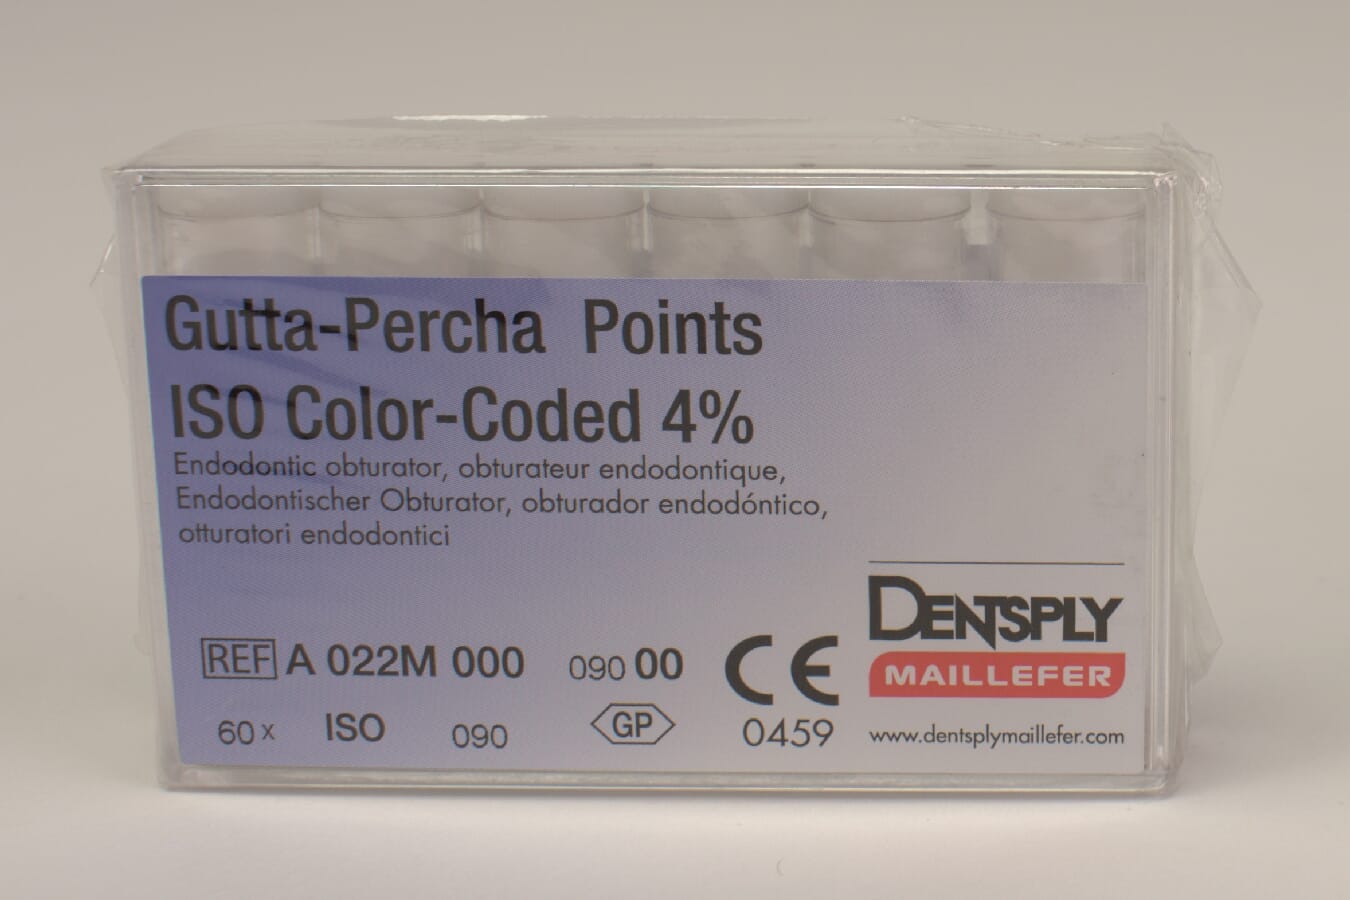 Gutta-Percha Points
ISO Color-Coded 4%
Endodontic obturator, obturateur endodontique,
Endodontischer Obturator, obturador endodóntico,
otturatori endodontici
REF A 022M 000 090 00
60 x ISO 090 GP
CE
0459
DENTSPLY
MAILLEFER
www.dentsplymaillefer.com